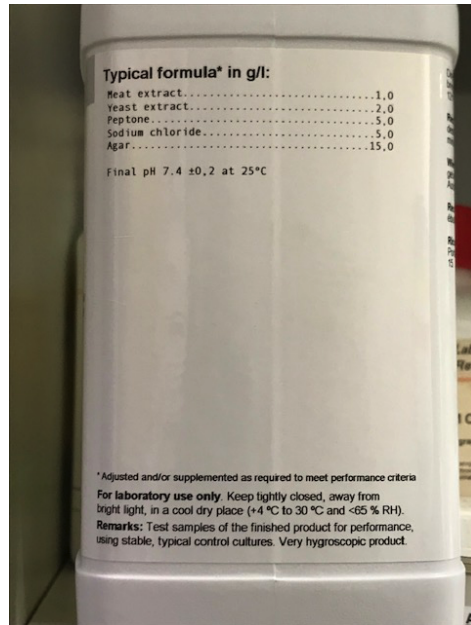 Typical formula* in g/l:
Meat extract..............................1,0
Yeast extract.............................2,0
Peptone...................................5,0
Sodium chloride...........................5,0
Agar.....................................15,0
Final pH 7.4 ±0,2 at 25°C
* Adjusted and/or supplemented as required to meet performance criteria
For laboratory use only. Keep tightly closed, away from
bright light, in a cool dry place (+4 ºC to 30 ºC and <65 % RH).
Remarks: Test samples of the finished product for performance,
using stable, typical control cultures. Very hygroscopic product.